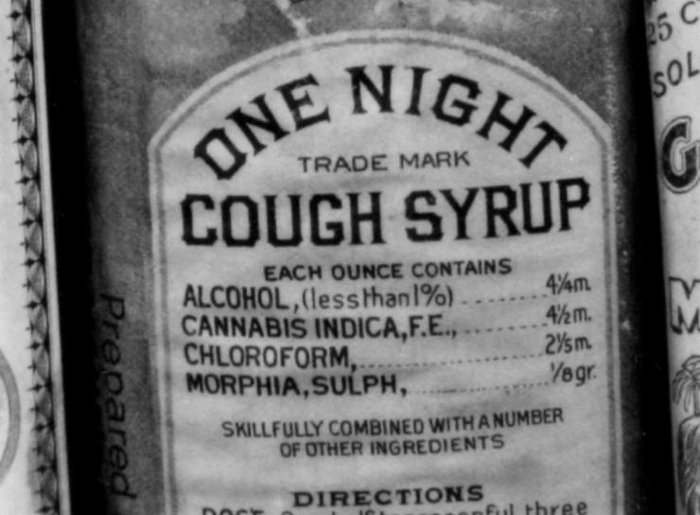 ONE NIGHT
TRADE MARK
COUGH SYRUP
EACH OUNCE CONTAINS
ALCOHOL, (less than 1%) ........ 4¼m.
CANNABIS INDICA, F.E., ........ 4½m.
CHLOROFORM, ........ 2⅕m.
MORPHIA, SULPH, ........ ⅛gr.
SKILLFULLY COMBINED WITH A NUMBER
OF OTHER INGREDIENTS
DIRECTIONS
three
Prepared
25 C
SOL
G
M